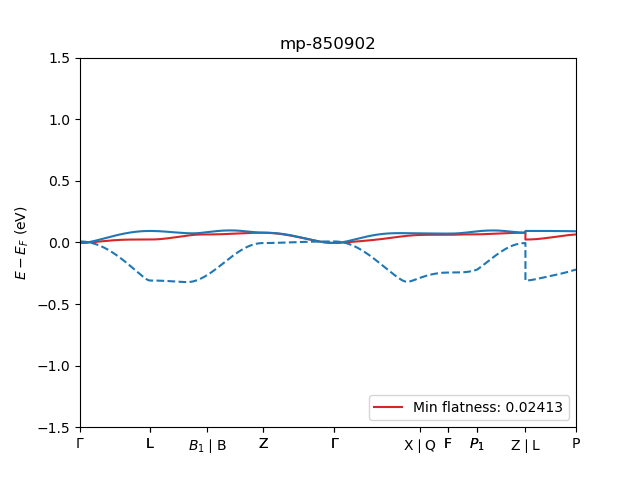 mp-850902
E − E_F (eV)
1.5
1.0
0.5
0.0
−0.5
−1.0
−1.5
Min flatness: 0.02413
Γ L B₁ | B Z Γ X | Q F P₁ Z | L P